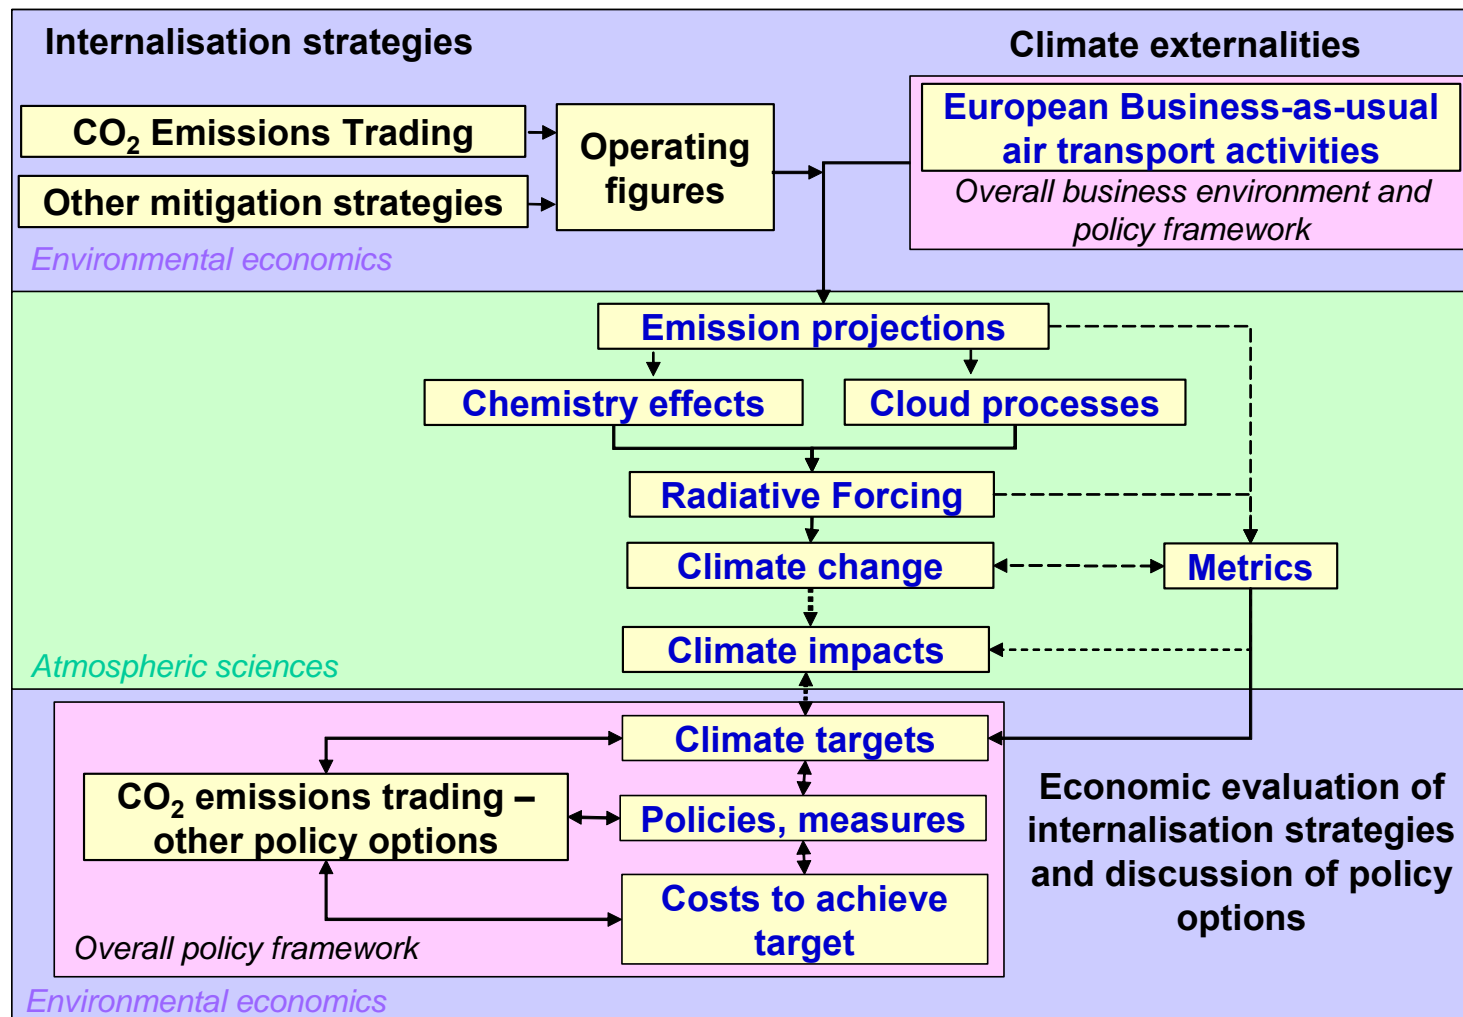 Internalisation strategies
Climate externalities
CO₂ Emissions Trading
Other mitigation strategies
Operating
figures
European Business-as-usual
air transport activities
Overall business environment and
policy framework
Environmental economics
Emission projections
Chemistry effects
Cloud processes
Radiative Forcing
Climate change
Metrics
Climate impacts
Atmospheric sciences
Climate targets
CO₂ emissions trading –
other policy options
Policies, measures
Costs to achieve
target
Overall policy framework
Economic evaluation of
internalisation strategies
and discussion of policy
options
Environmental economics